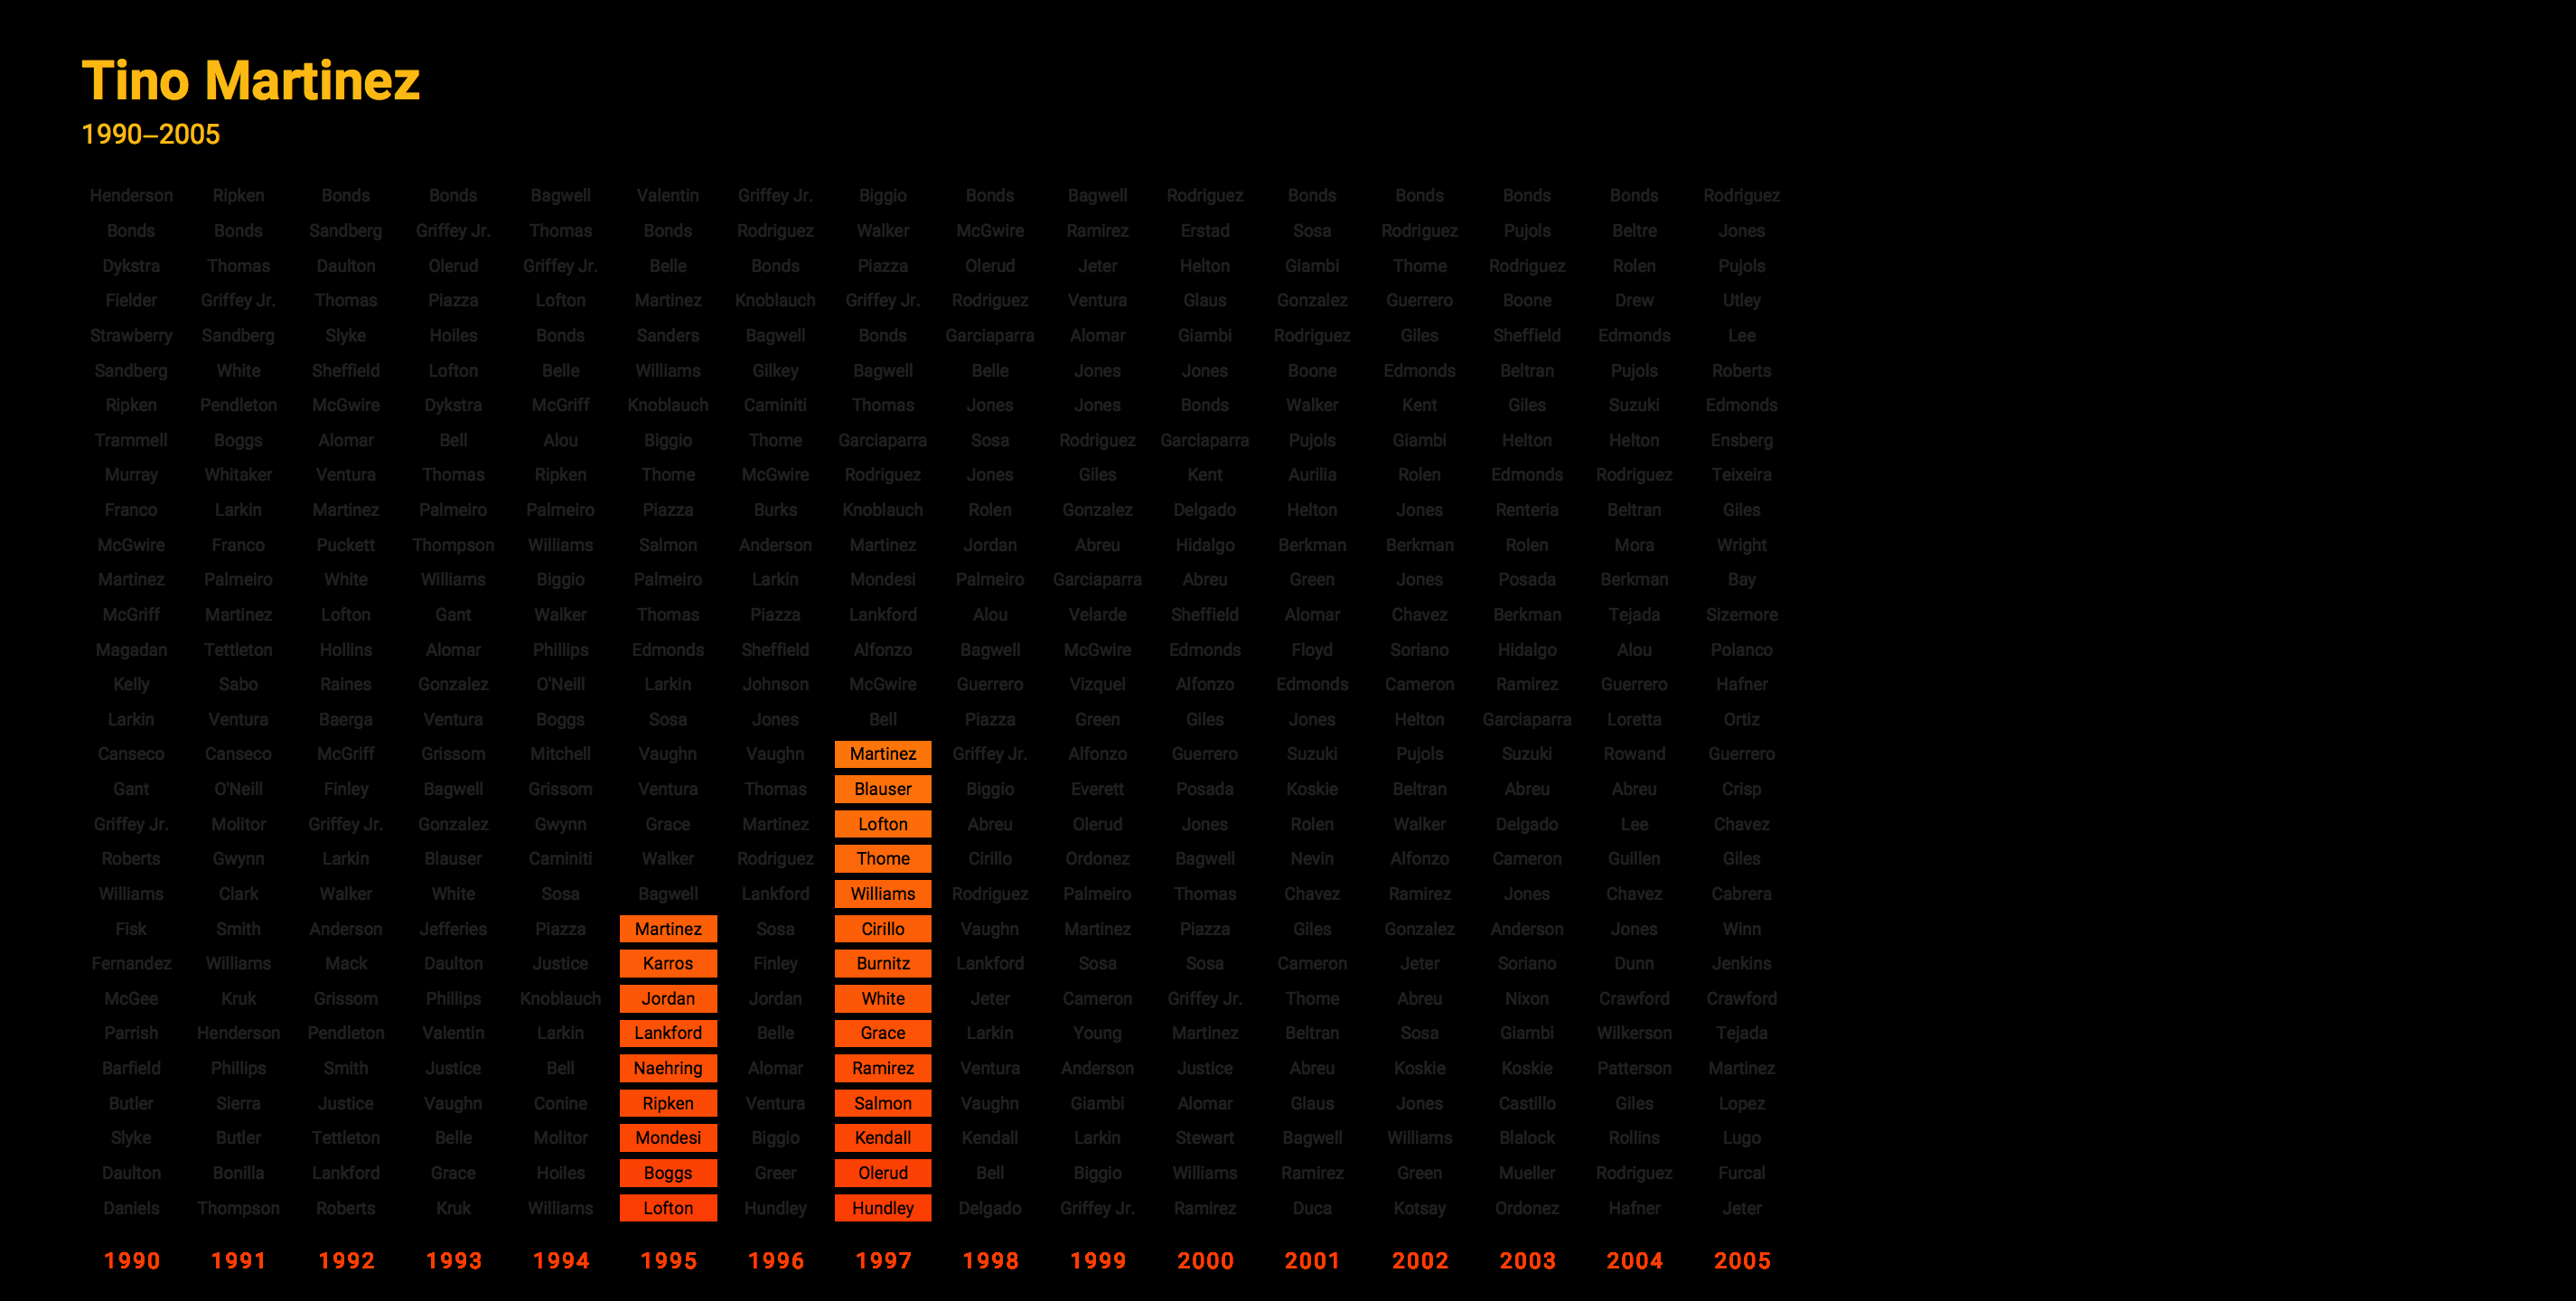 Tino Martinez
1990–2005
Henderson Ripken Bonds Bonds Bagwell Valentin Griffey Jr. Biggio Bonds Bagwell Rodriguez Bonds Bonds Bonds Bonds Rodriguez
Bonds Bonds Sandberg Griffey Jr. Thomas Bonds Rodriguez Walker McGwire Ramirez Erstad Sosa Rodriguez Pujols Beltre Jones
Dykstra Thomas Daulton Olerud Griffey Jr. Belle Bonds Piazza Olerud Jeter Helton Giambi Thome Rodriguez Rolen Pujols
Fielder Griffey Jr. Thomas Piazza Lofton Martinez Knoblauch Griffey Jr. Rodriguez Ventura Glaus Gonzalez Guerrero Boone Drew Utley
Strawberry Sandberg Slyke Hoiles Bonds Sanders Bagwell Bonds Garciaparra Alomar Giambi Rodriguez Giles Sheffield Edmonds Lee
Sandberg White Sheffield Lofton Belle Williams Gilkey Bagwell Belle Jones Jones Boone Edmonds Beltran Pujols Roberts
Ripken Pendleton McGwire Dykstra McGriff Knoblauch Caminiti Thomas Jones Jones Bonds Walker Kent Giles Suzuki Edmonds
Trammell Boggs Alomar Bell Alou Biggio Thome Garciaparra Sosa Rodriguez Garciaparra Pujols Giambi Helton Helton Ensberg
Murray Whitaker Ventura Thomas Ripken Thome McGwire Rodriguez Jones Giles Kent Aurilia Rolen Edmonds Rodriguez Teixeira
Franco Larkin Martinez Palmeiro Palmeiro Piazza Burks Knoblauch Rolen Gonzalez Delgado Helton Jones Renteria Beltran Giles
McGwire Franco Puckett Thompson Williams Salmon Anderson Martinez Jordan Abreu Hidalgo Berkman Berkman Rolen Mora Wright
Martinez Palmeiro White Williams Biggio Palmeiro Larkin Mondesi Palmeiro Garciaparra Abreu Green Jones Posada Berkman Bay
McGriff Martinez Lofton Gant Walker Thomas Piazza Lankford Alou Velarde Sheffield Alomar Chavez Berkman Tejada Sizemore
Magadan Tettleton Hollins Alomar Phillips Edmonds Sheffield Alfonzo Bagwell McGwire Edmonds Floyd Soriano Hidalgo Alou Polanco
Kelly Sabo Raines Gonzalez O'Neill Larkin Johnson McGwire Guerrero Vizquel Alfonzo Edmonds Cameron Ramirez Guerrero Hafner
Larkin Ventura Baerga Ventura Boggs Sosa Jones Bell Piazza Green Giles Jones Helton Garciaparra Loretta Ortiz
Canseco Canseco McGriff Grissom Mitchell Vaughn Vaughn Martinez Griffey Jr. Alfonzo Guerrero Suzuki Pujols Suzuki Rowand Guerrero
Gant O'Neill Finley Bagwell Grissom Ventura Thomas Blauser Biggio Everett Posada Koskie Beltran Abreu Abreu Crisp
Griffey Jr. Molitor Griffey Jr. Gonzalez Gwynn Grace Martinez Lofton Abreu Olerud Jones Rolen Walker Delgado Lee Chavez
Roberts Gwynn Larkin Blauser Caminiti Walker Rodriguez Thome Cirillo Ordonez Bagwell Nevin Alfonzo Cameron Guillen Giles
Williams Clark Walker White Sosa Bagwell Lankford Williams Rodriguez Palmeiro Thomas Chavez Ramirez Jones Chavez Cabrera
Fisk Smith Anderson Jefferies Piazza Martinez Sosa Cirillo Vaughn Martinez Piazza Giles Gonzalez Anderson Jones Winn
Fernandez Williams Mack Daulton Justice Karros Finley Burnitz Lankford Sosa Sosa Cameron Jeter Soriano Dunn Jenkins
McGee Kruk Grissom Phillips Knoblauch Jordan Jordan White Jeter Cameron Griffey Jr. Thome Abreu Nixon Crawford Crawford
Parrish Henderson Pendleton Valentin Larkin Lankford Belle Grace Larkin Young Martinez Beltran Sosa Giambi Wilkerson Tejada
Barfield Phillips Smith Justice Bell Naehring Alomar Ramirez Ventura Anderson Justice Abreu Koskie Koskie Patterson Martinez
Butler Sierra Justice Vaughn Conine Ripken Ventura Salmon Vaughn Giambi Alomar Glaus Jones Castillo Giles Lopez
Slyke Butler Tettleton Belle Molitor Mondesi Biggio Kendall Kendall Larkin Stewart Bagwell Williams Blalock Rollins Lugo
Daulton Bonilla Lankford Grace Hoiles Boggs Greer Olerud Bell Biggio Williams Ramirez Green Mueller Rodriguez Furcal
Daniels Thompson Roberts Kruk Williams Lofton Hundley Hundley Delgado Griffey Jr. Ramirez Duca Kotsay Ordonez Hafner Jeter
1990 1991 1992 1993 1994 1995 1996 1997 1998 1999 2000 2001 2002 2003 2004 2005